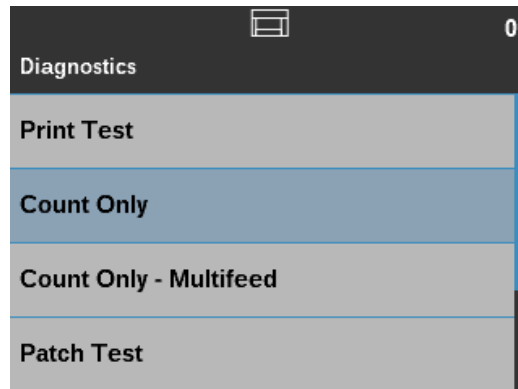 0
Diagnostics
Print Test
Count Only
Count Only - Multifeed
Patch Test